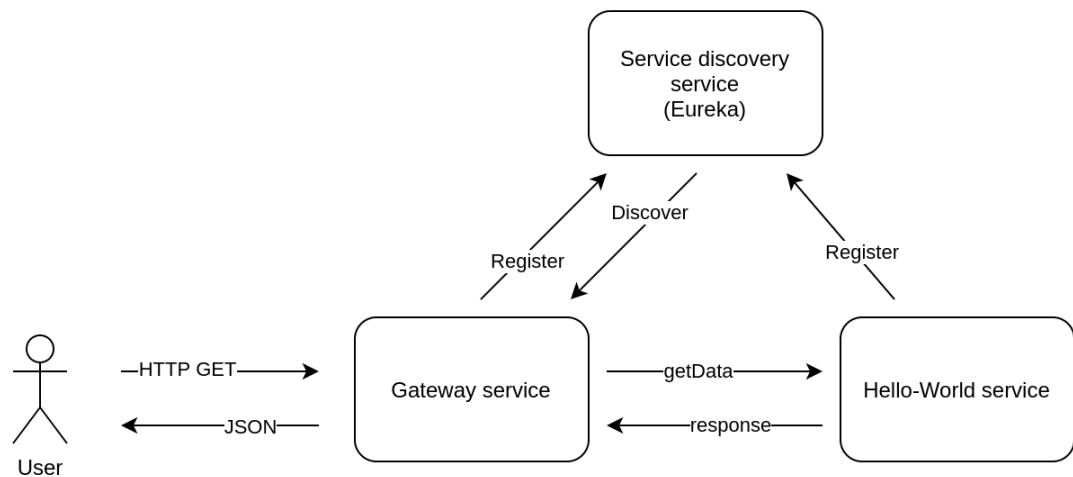 Service discovery
service
(Eureka)
Discover
Register
Register
HTTP GET
getData
Gateway service
Hello-World service
JSON
response
User